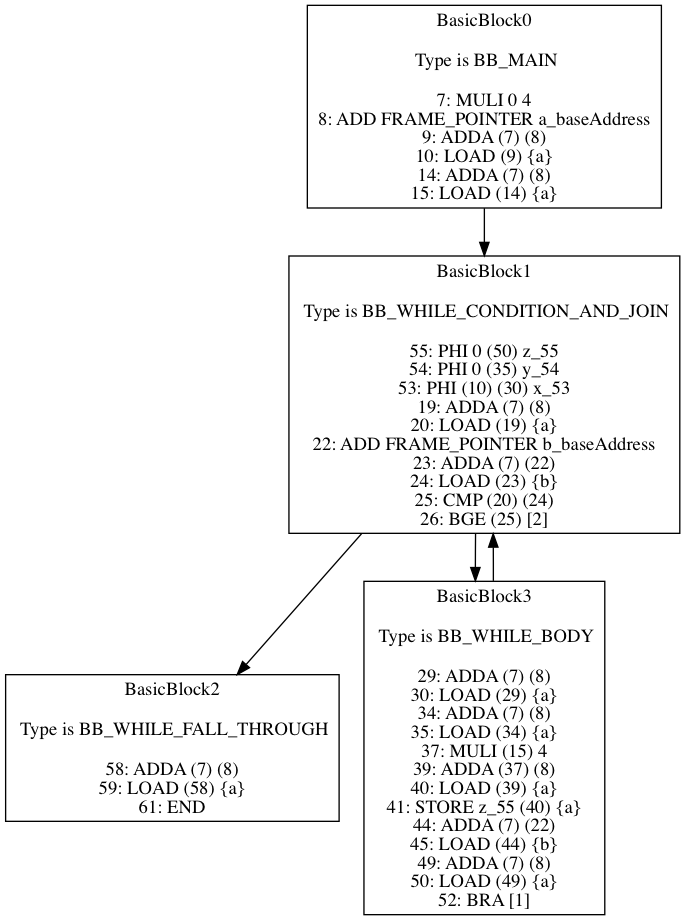 BasicBlock0
Type is BB_MAIN
7: MULI 0 4
8: ADD FRAME_POINTER a_baseAddress
9: ADDA (7) (8)
10: LOAD (9) {a}
14: ADDA (7) (8)
15: LOAD (14) {a}
BasicBlock1
Type is BB_WHILE_CONDITION_AND_JOIN
55: PHI 0 (50) z_55
54: PHI 0 (35) y_54
53: PHI (10) (30) x_53
19: ADDA (7) (8)
20: LOAD (19) {a}
22: ADD FRAME_POINTER b_baseAddress
23: ADDA (7) (22)
24: LOAD (23) {b}
25: CMP (20) (24)
26: BGE (25) [2]
BasicBlock3
Type is BB_WHILE_BODY
29: ADDA (7) (8)
30: LOAD (29) {a}
34: ADDA (7) (8)
35: LOAD (34) {a}
37: MULI (15) 4
39: ADDA (37) (8)
40: LOAD (39) {a}
41: STORE z_55 (40) {a}
44: ADDA (7) (22)
45: LOAD (44) {b}
49: ADDA (7) (8)
50: LOAD (49) {a}
52: BRA [1]
BasicBlock2
Type is BB_WHILE_FALL_THROUGH
58: ADDA (7) (8)
59: LOAD (58) {a}
61: END